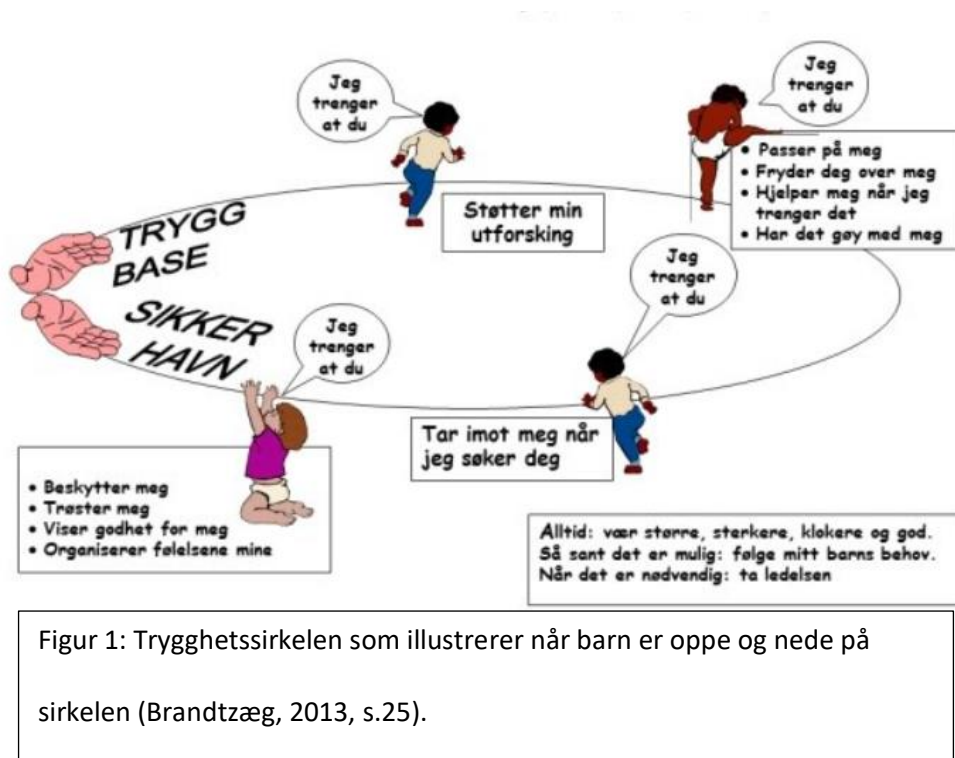 Jeg
trenger
at du
Jeg
trenger
at du
• Passer på meg
• Fryder deg over meg
• Hjelper meg når jeg
trenger det
• Har det gøy med meg
Støtter min
utforsking
TRYGG
BASE
SIKKER
HAVN
Jeg
trenger
at du
Jeg
trenger
at du
Tar imot meg når
jeg søker deg
• Beskytter meg
• Trøster meg
• Viser godhet for meg
• Organiserer følelsene mine
Alltid: vær større, sterkere, klokere og god.
Så sant det er mulig: følge mitt barns behov.
Når det er nødvendig: ta ledelsen
Figur 1: Trygghetssirkelen som illustrerer når barn er oppe og nede på
sirkelen (Brandtzæg, 2013, s.25).